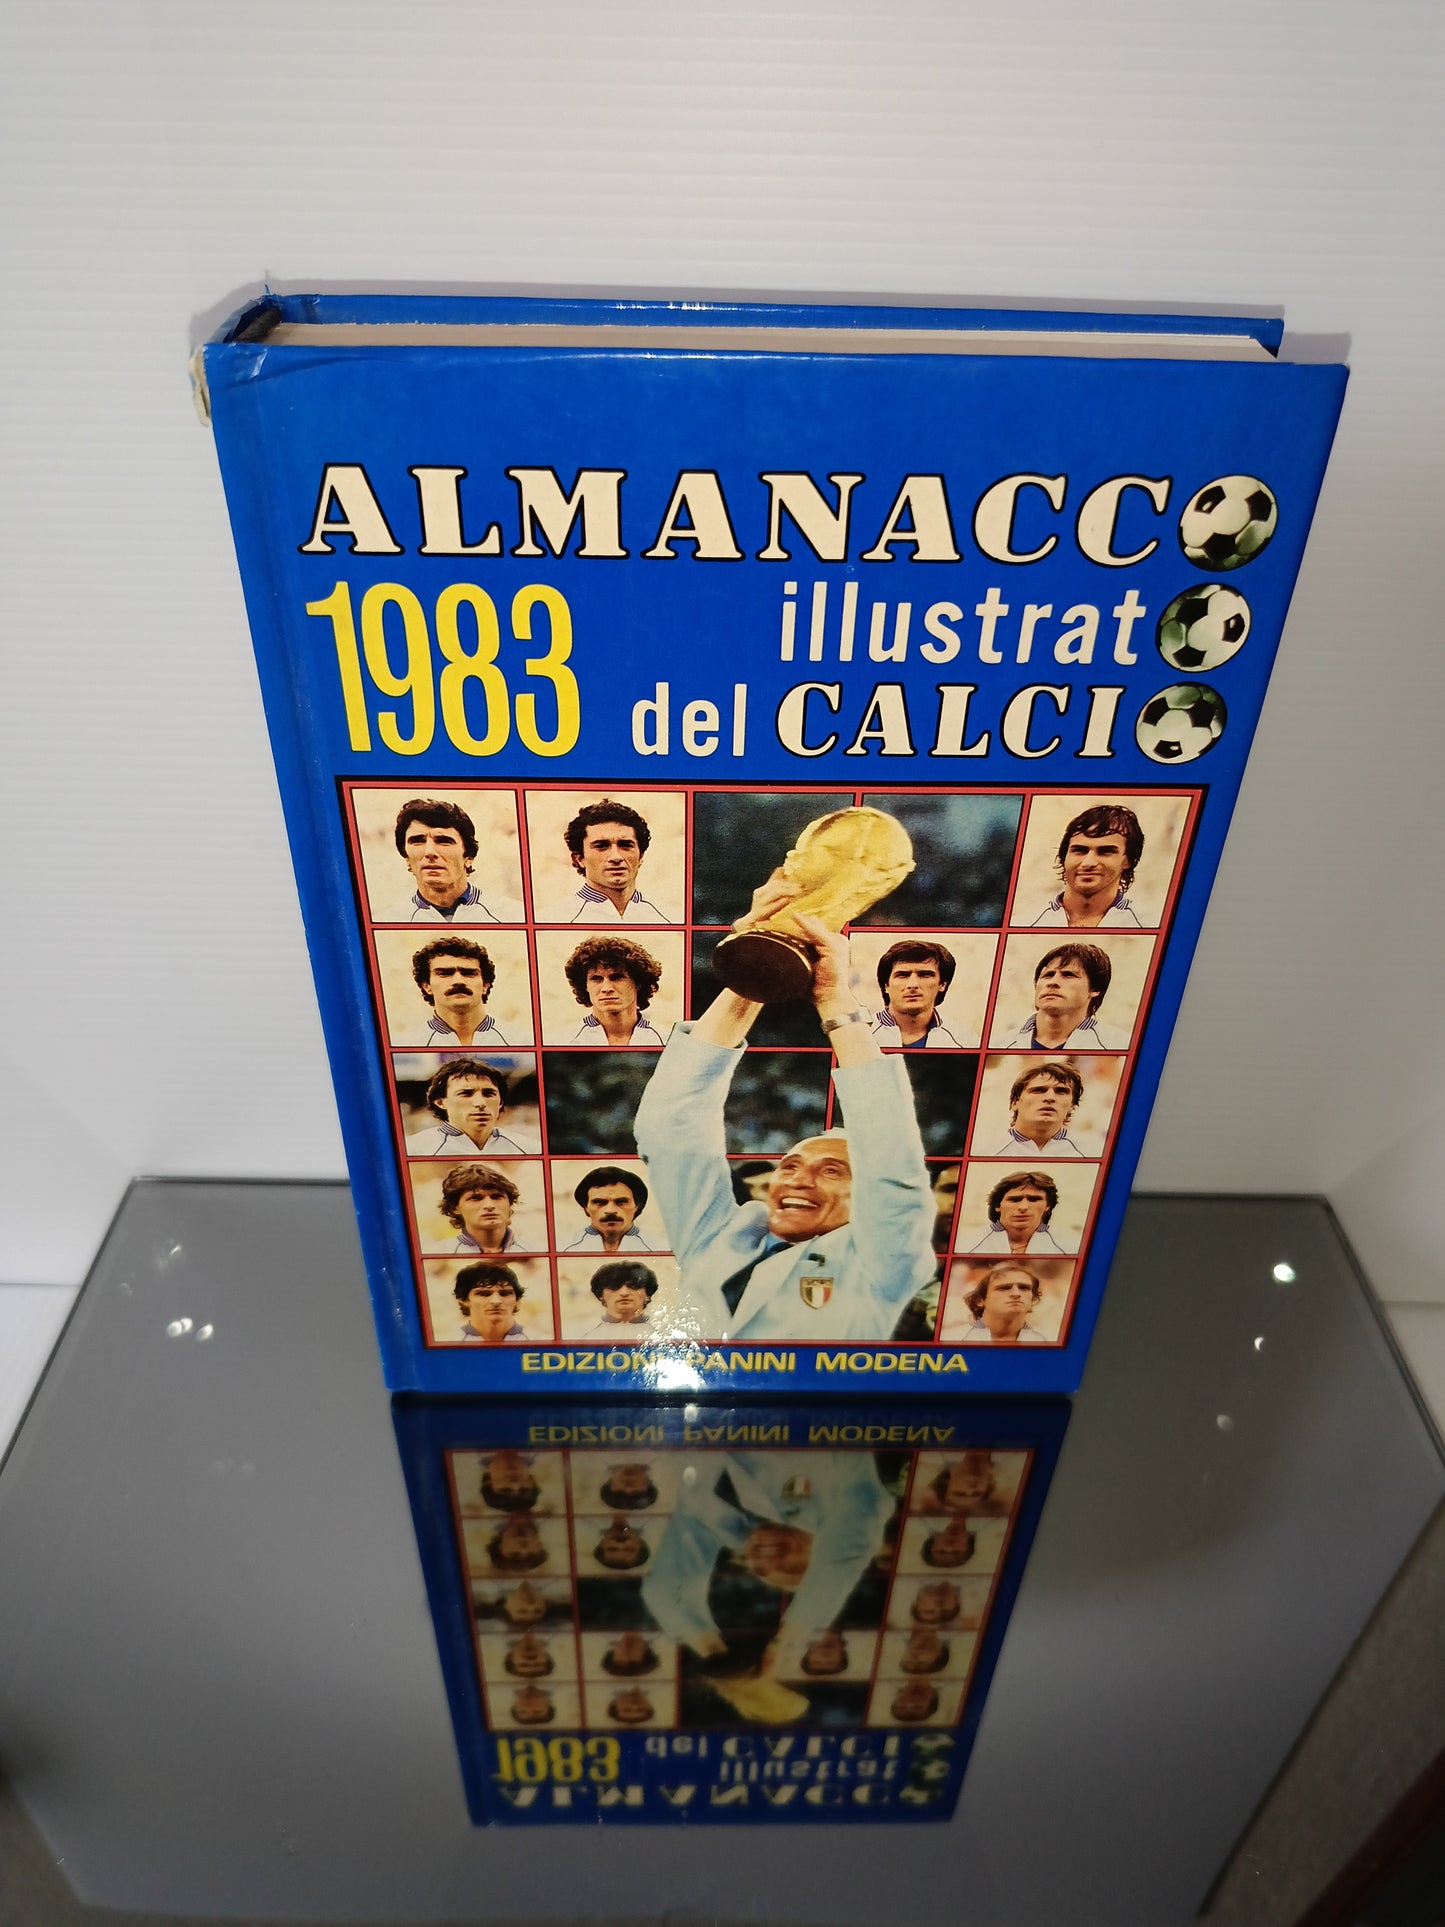 ALMANACCO
1983 illustrato
del CALCIO
EDIZIONI PANINI MODENA